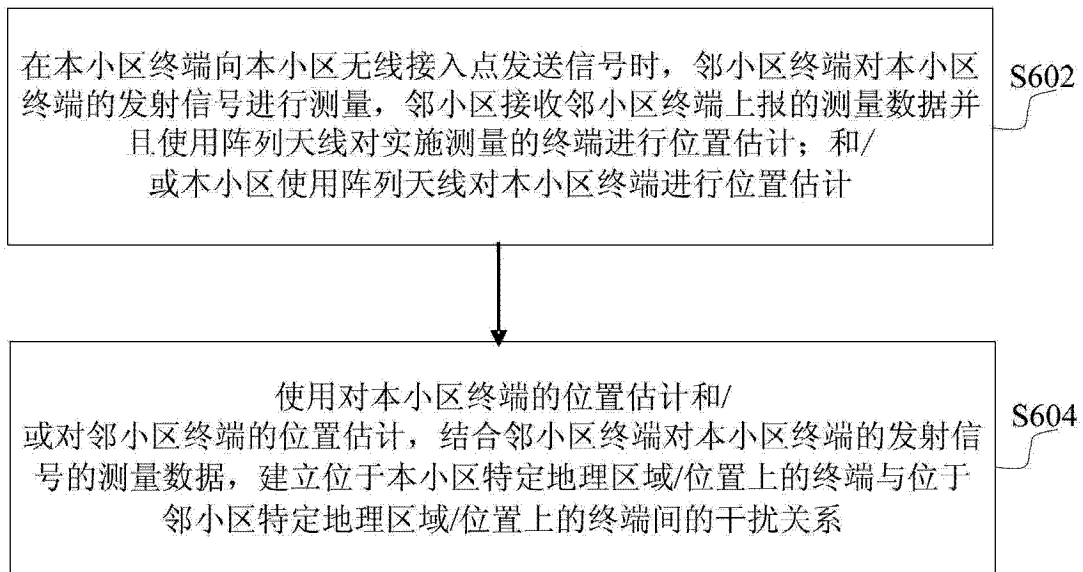 在本小区终端向本小区无线接入点发送信号时，邻小区终端对本小区
终端的发射信号进行测量，邻小区接收邻小区终端上报的测量数据并
且使用阵列天线对实施测量的终端进行位置估计；和/
或本小区使用阵列天线对本小区终端进行位置估计
S602
使用对本小区终端的位置估计和/
或对邻小区终端的位置估计，结合邻小区终端对本小区终端的发射信
号的测量数据，建立位于本小区特定地理区域/位置上的终端与位于
邻小区特定地理区域/位置上的终端间的干扰关系
S604